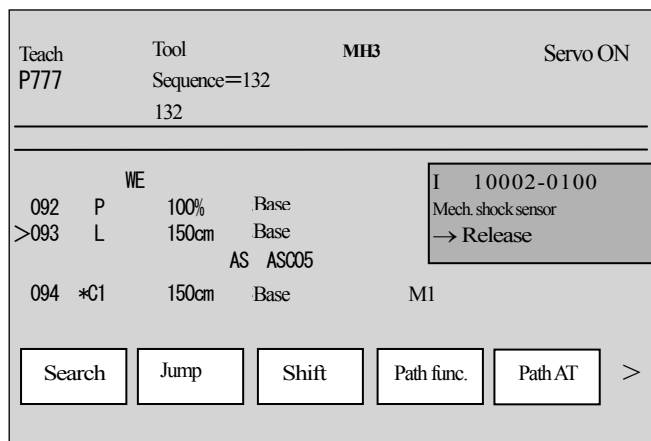 Teach Tool MH3 Servo ON
P777 Sequence=132
132
WE
092 P 100% Base
>093 L 150cm Base
AS ASC05
094 *C1 150cm Base M1
I 10002-0100
Mech. shock sensor
→ Release
Search Jump Shift Path func. Path AT >